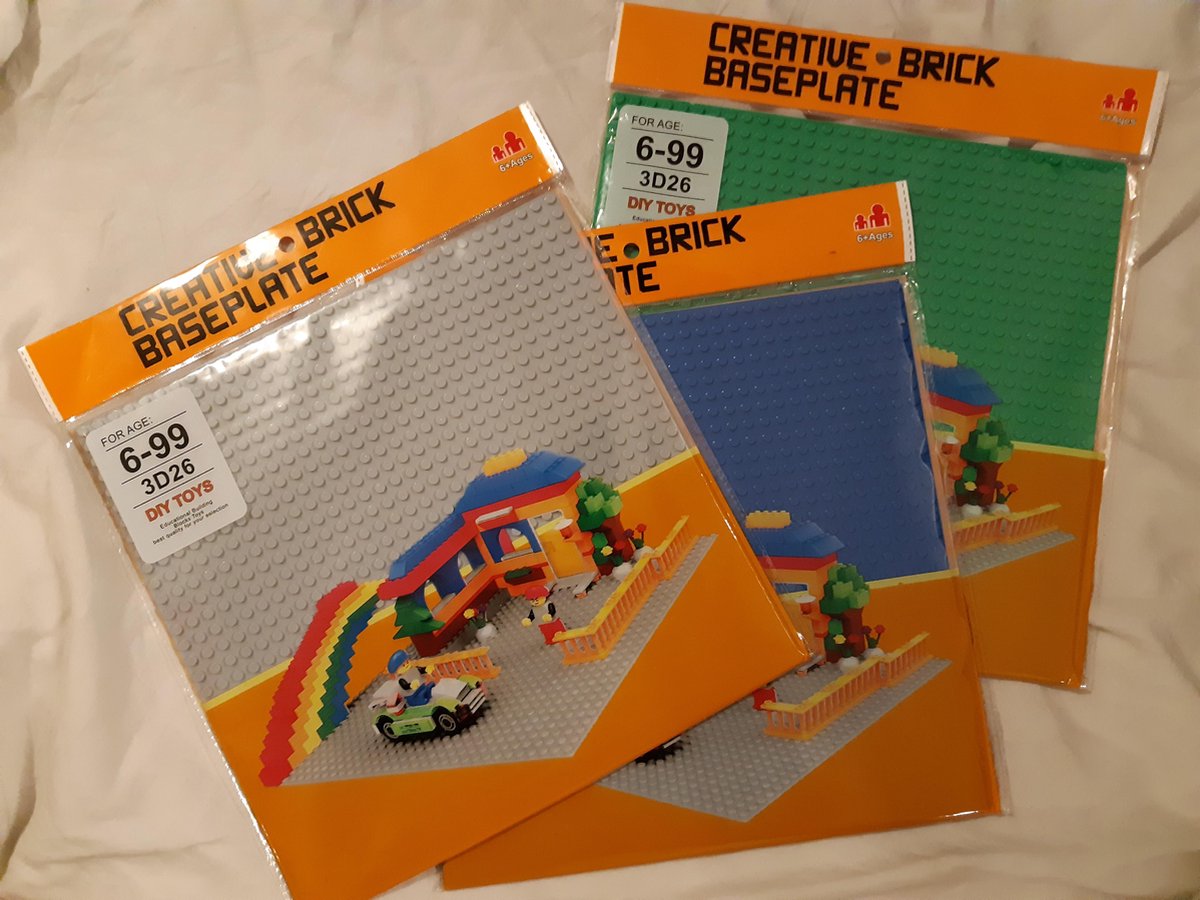 CREATIVE BRICK
BASEPLATE
6+Ages
FOR AGE:
6-99
3D26
DIY TOYS
Educational Building
Blocks Toys
best quality for your selection
E BRICK
TE
6+Ages
CREATIVE BRICK
BASEPLATE
6+Ages
FOR AGE:
6-99
3D26
DIY TOYS